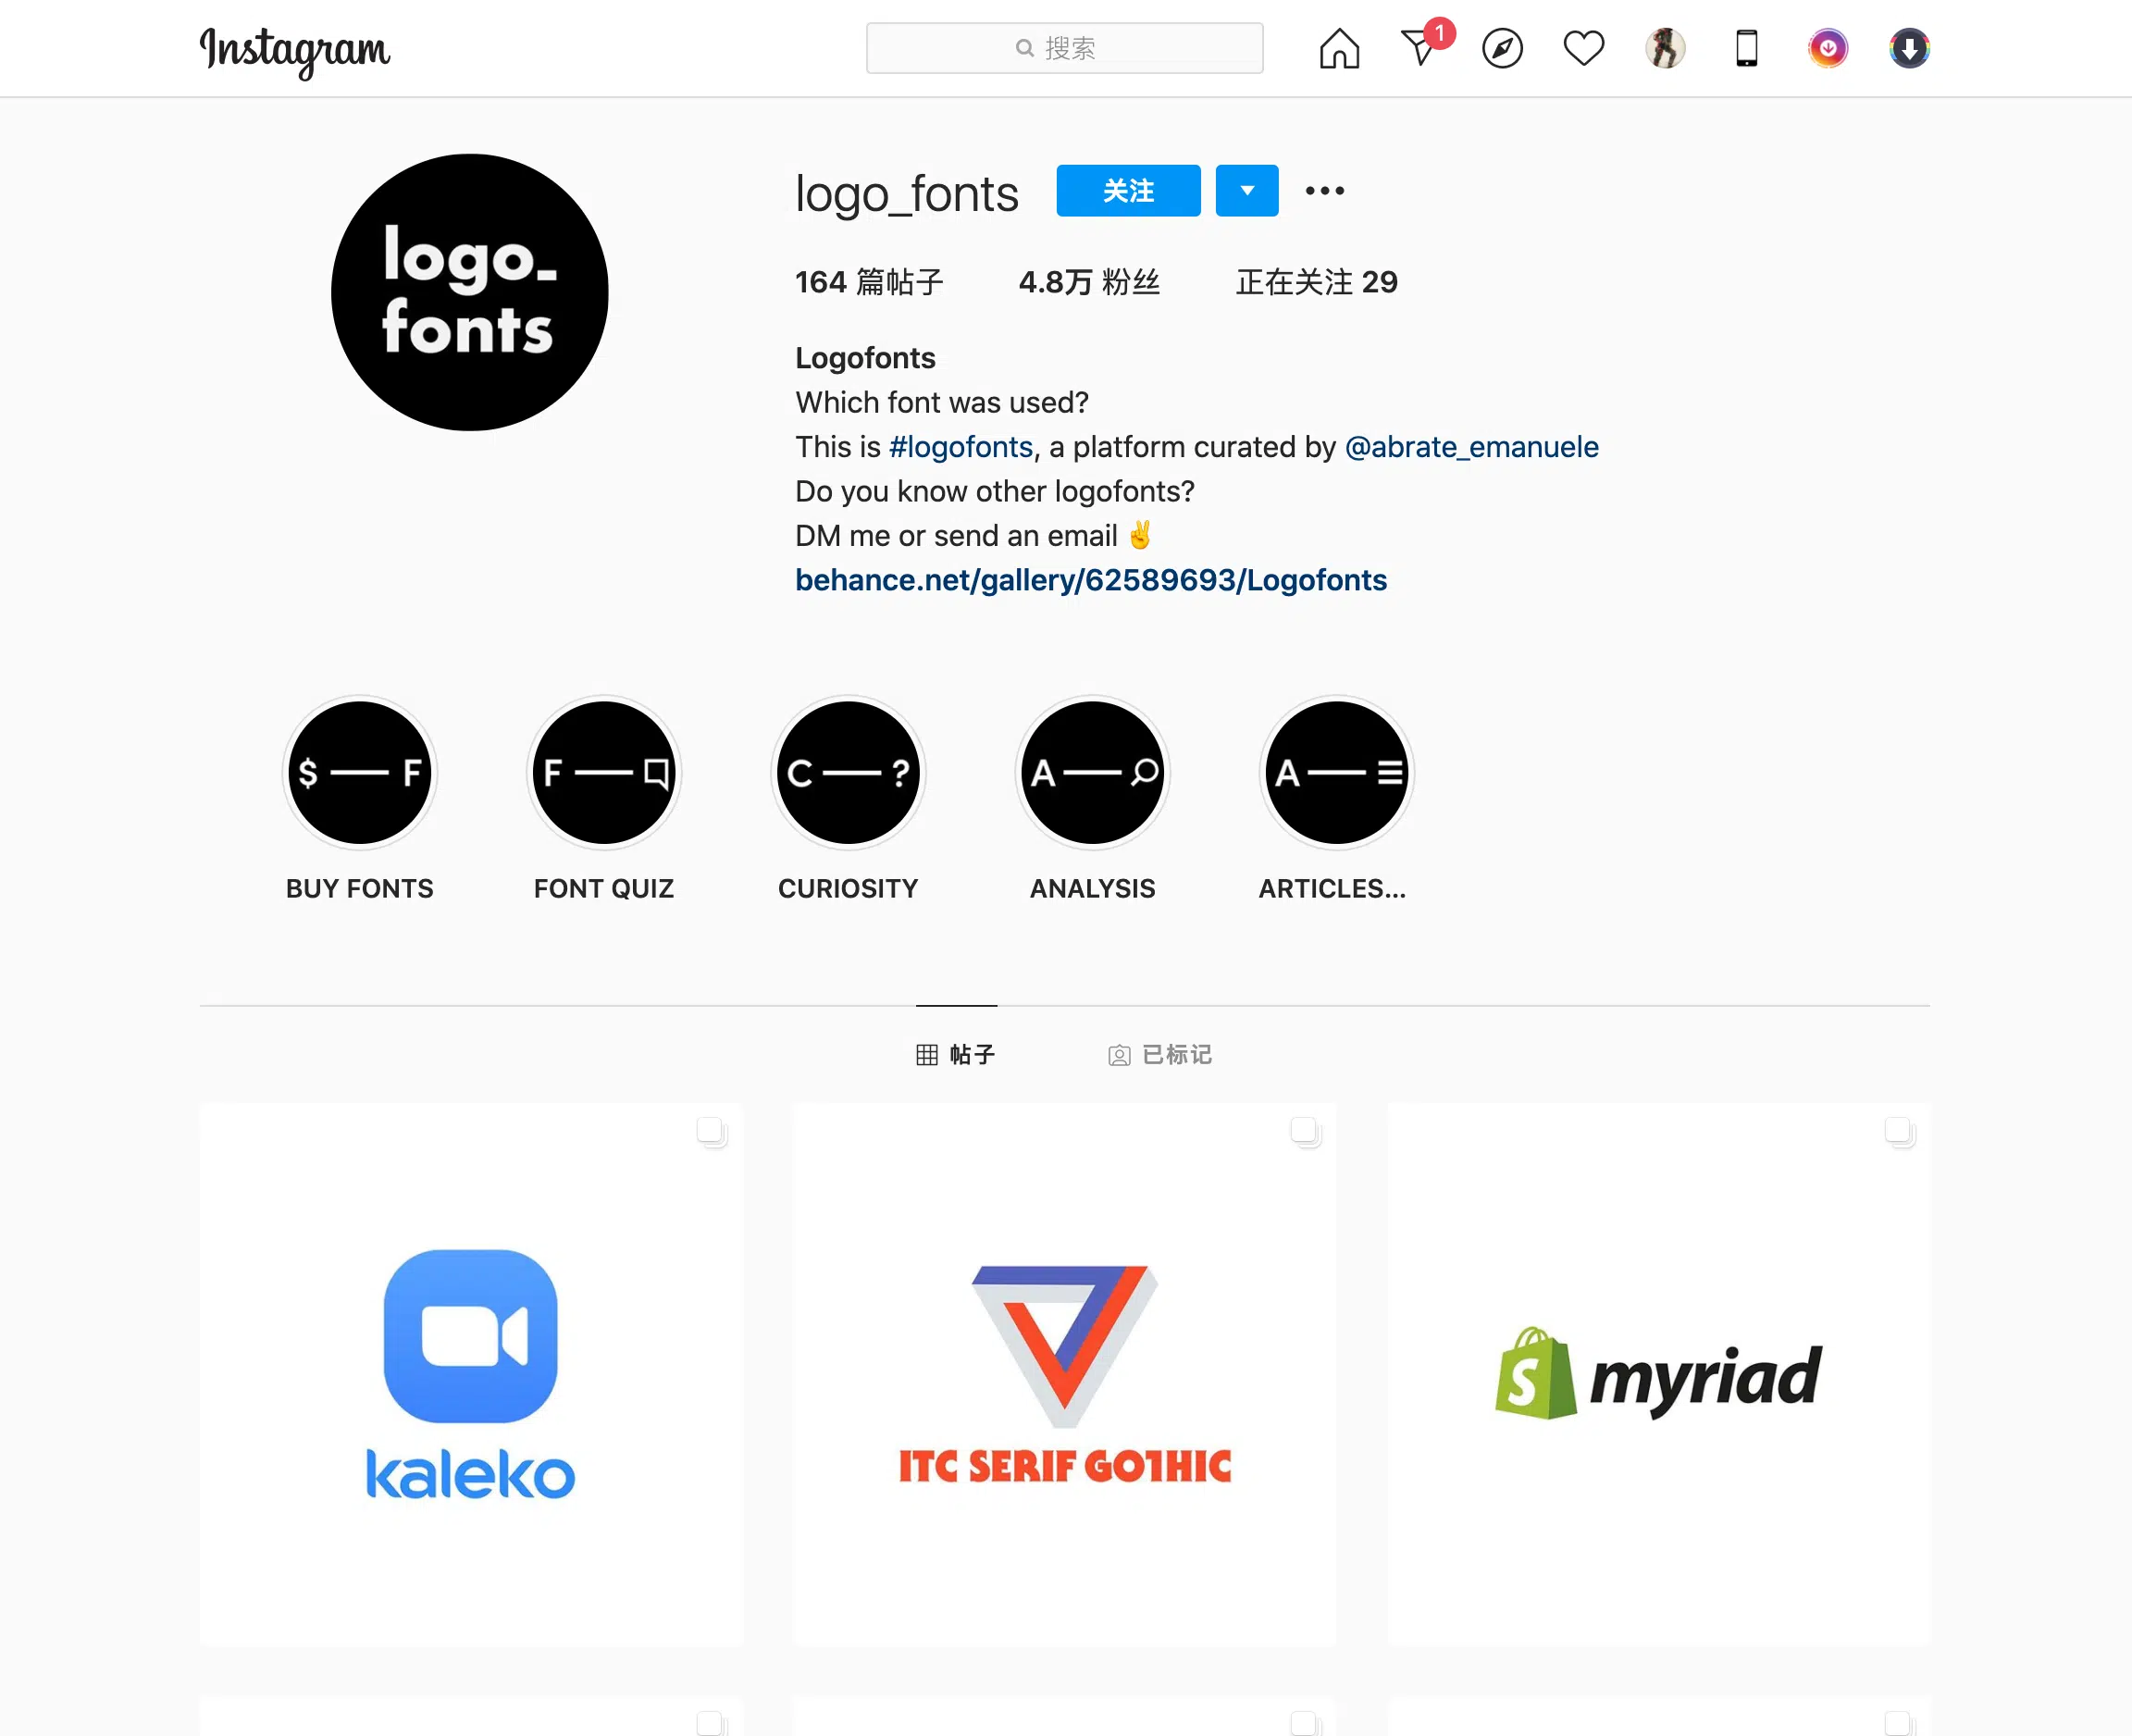 Instagram
搜索
1
logo_
fonts
logo_fonts
关注
164 篇帖子 4.8万 粉丝 正在关注 29
Logofonts
Which font was used?
This is #logofonts, a platform curated by @abrate_emanuele
Do you know other logofonts?
DM me or send an email ✌️
behance.net/gallery/62589693/Logofonts
$ — F
F —
C — ?
A —
A —
BUY FONTS
FONT QUIZ
CURIOSITY
ANALYSIS
ARTICLES...
帖子
已标记
kaleko
ITC SERIF GOTHIC
S
myriad